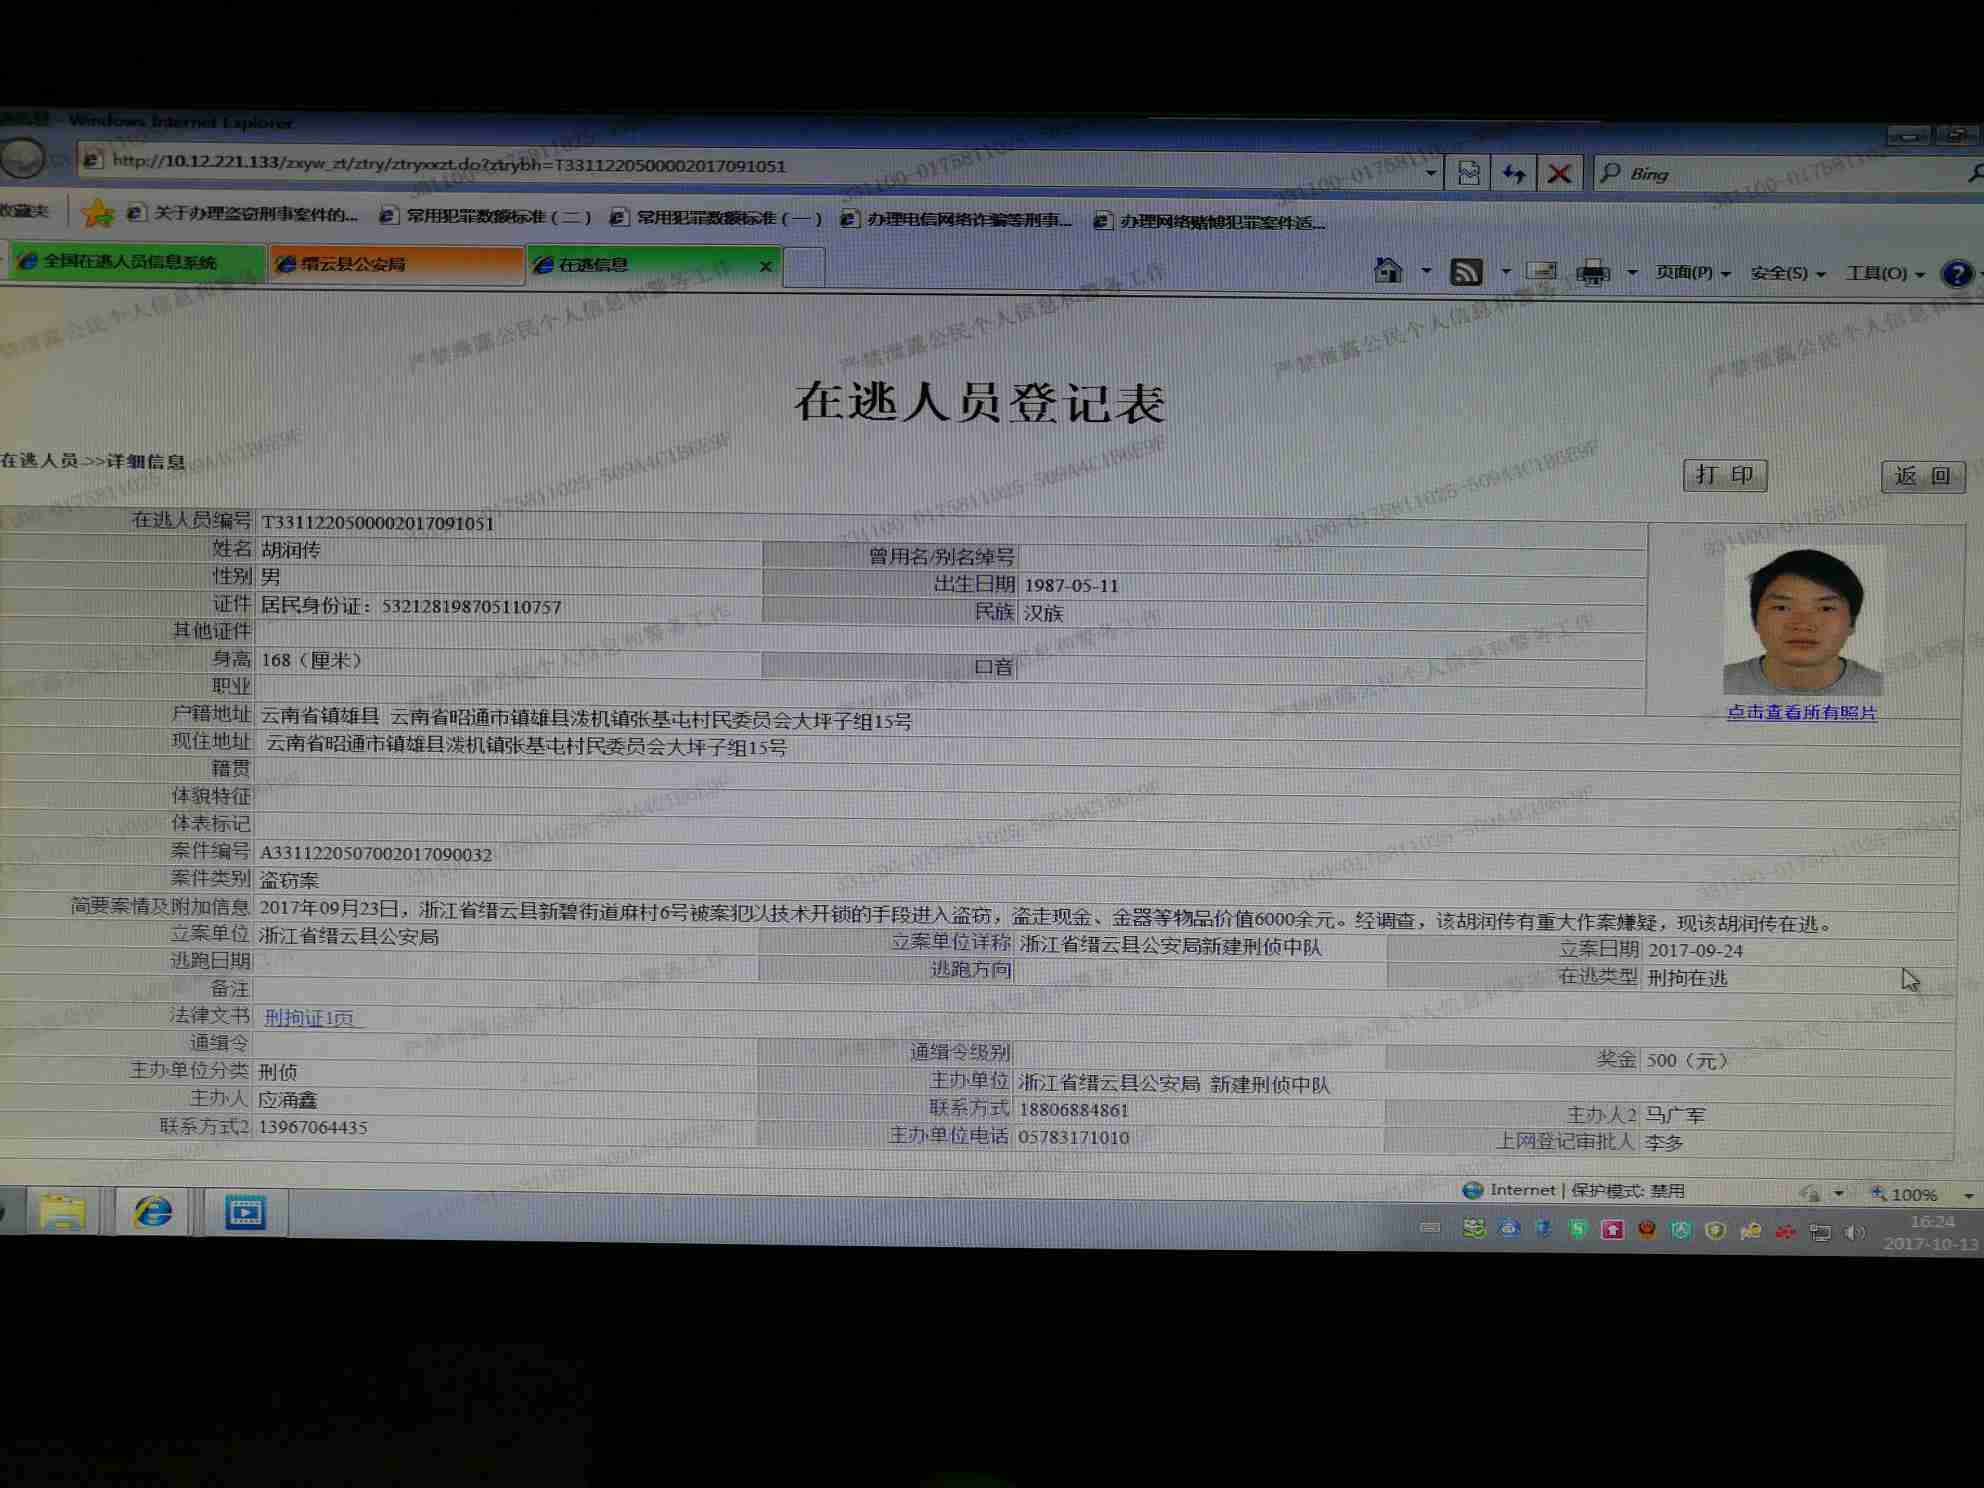 Windows Internet Explorer
http://10.12.221.133/zxyw_zt/ztry/ztryxxzt.do?ztrybh=T3311220500002017091051
Bing
收藏夹 关于办理盗窃刑事案件的... 常用犯罪数额标准（二） 常用犯罪数额标准（一） 办理电信网络诈骗等刑事... 办理网络赌博犯罪案件适...
全国在逃人员信息系统 缙云县公安局 在逃信息 x 页面(P) 安全(S) 工具(O)
在逃人员登记表
在逃人员->>详细信息
打 印 返 回
在逃人员编号 T3311220500002017091051
姓名 胡润传 曾用名/别名绰号
性别 男 出生日期 1987-05-11
证件 居民身份证：532128198705110757 民族 汉族
其他证件
身高 168（厘米） 口音
职业
点击查看所有照片
户籍地址 云南省镇雄县 云南省昭通市镇雄县泼机镇张基屯村民委员会大坪子组15号
现住地址 云南省昭通市镇雄县泼机镇张基屯村民委员会大坪子组15号
籍贯
体貌特征
体表标记
案件编号 A3311220507002017090032
案件类别 盗窃案
简要案情及附加信息 2017年09月23日，浙江省缙云县新碧街道麻村6号被案犯以技术开锁的手段进入盗窃，盗走现金、金器等物品价值6000余元。经调查，该胡润传有重大作案嫌疑，现该胡润传在逃。
立案单位 浙江省缙云县公安局 立案单位详称 浙江省缙云县公安局新建刑侦中队 立案日期 2017-09-24
逃跑日期 逃跑方向 在逃类型 刑拘在逃
备注
法律文书 刑拘证1页
通缉令 通缉令级别 奖金 500（元）
主办单位分类 刑侦 主办单位 浙江省缙云县公安局 新建刑侦中队
主办人 应涌鑫 联系方式 18806884861 主办人2 马广军
联系方式2 13967064435 主办单位电话 05783171010 上网登记审批人 李多
Internet | 保护模式: 禁用 100%
16:24
2017-10-13
严禁泄露公民个人信息和警务工作
331100-0175811025-509A4C1B6E9F